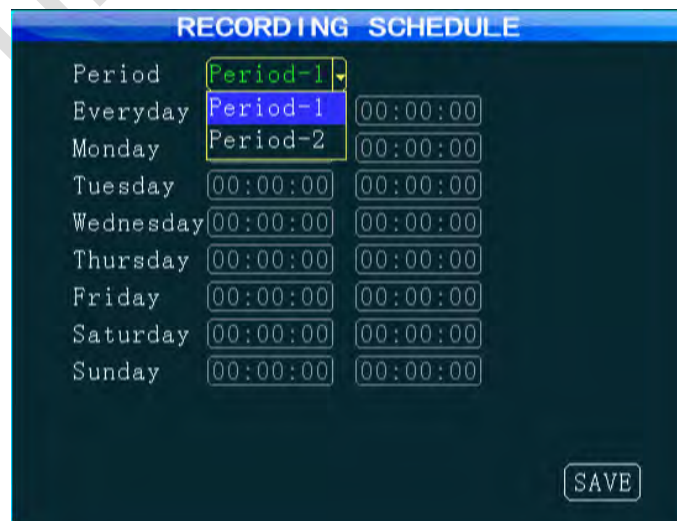 RECORDING SCHEDULE
Period Period-1
Everyday Period-1 00:00:00
Monday Period-2 00:00:00
Tuesday 00:00:00 00:00:00
Wednesday 00:00:00 00:00:00
Thursday 00:00:00 00:00:00
Friday 00:00:00 00:00:00
Saturday 00:00:00 00:00:00
Sunday 00:00:00 00:00:00
SAVE